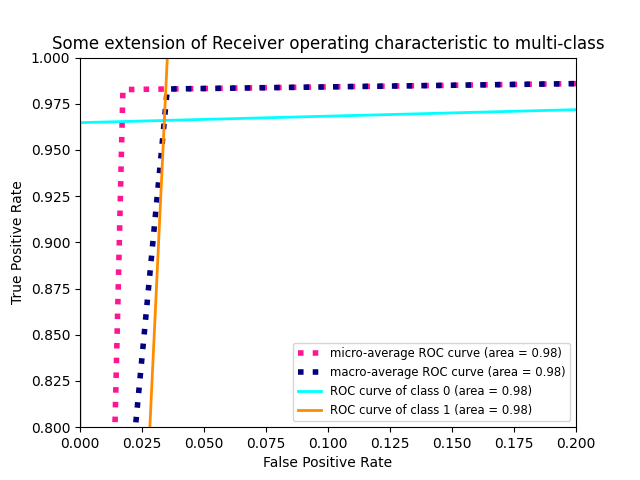 Some extension of Receiver operating characteristic to multi-class
1.000
0.975
0.950
0.925
0.900
0.875
0.850
0.825
0.800
True Positive Rate
micro-average ROC curve (area = 0.98)
macro-average ROC curve (area = 0.98)
ROC curve of class 0 (area = 0.98)
ROC curve of class 1 (area = 0.98)
0.000 0.025 0.050 0.075 0.100 0.125 0.150 0.175 0.200
False Positive Rate